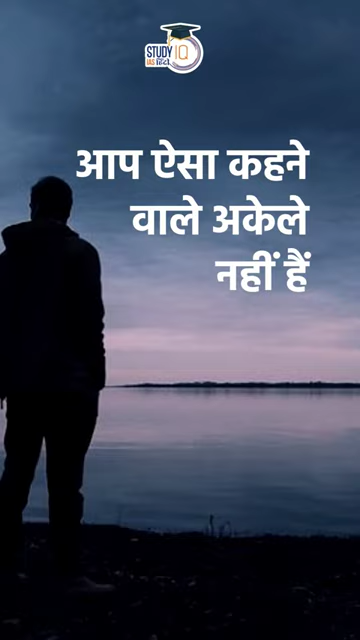 STUDY IQ
IAS हिंदी
आप ऐसा कहने
वाले अकेले
नहीं हैं